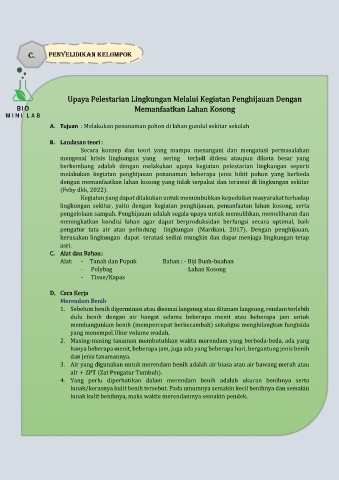 C. PENYELIDIKAN KELOMPOK
BIO
MINI LAB
Upaya Pelestarian Lingkungan Melalui Kegiatan Penghijauan Dengan
Memanfaatkan Lahan Kosong
A. Tujuan : Melakukan penanaman pohon di lahan gundul sekitar sekolah
B. Landasan teori :
Secara konsep dan teori yang mampu menangani dan mengatasi permasalahan
mengenai krisis lingkungan yang sering terjadi didesa ataupun dikota besar yang
berkembang adalah dengan melakukan upaya kegiatan pelestarian lingkungan seperti
melakukan kegiatan penghijauan penanaman beberapa jenis bibit pohon yang berbeda
dengan memanfaatkan lahan kosong yang tidak terpakai dan terawat di lingkungan sekitar
(Feby dkk, 2022).
Kegiatan yang dapat dilakukan untuk menumbuhkan kepedulian masyarakat terhadap
lingkungan sekitar, yaitu dengan kegiatan penghijauan, pemanfaatan lahan kosong, serta
pengelolaan sampah. Penghijauan adalah segala upaya untuk memulihkan, memelihara dan
meningkatkan kondisi lahan agar dapat berproduksi dan berfungsi secara optimal, baik
pengatur tata air atau pelindung lingkungan (Mardiani, 2017). Dengan penghijauan,
kerusakan lingkungan dapat teratasi sedini mungkin dan dapat menjaga lingkungan tetap
asri.
C. Alat dan Bahan:
Alat: - Tanah dan Pupuk Bahan : - Biji Buah-buahan
- Polybag - Lahan Kosong
- Tisue/Kapas
D. Cara Kerja
Merendam Benih
1. Sebelum benih digerminasi atau disemai langsung atau ditanam langsung, rendam terlebih
dulu benih dengan air hangat selama beberapa menit atau beberapa jam untuk
membangunkan benih (mempercepat berkecambah) sekaligus menghilangkan fungisida
yang menempel. Ukur volume wadah.
2. Masing-masing tanaman membutuhkan waktu merendam yang berbeda-beda, ada yang
hanya beberapa menit, beberapa jam, juga ada yang beberapa hari, bergantung jenis benih
dan jenis tanamannya.
3. Air yang digunakan untuk merendam benih adalah air biasa atau air bawang merah atau
air + ZPT (Zat Pengatur Tumbuh).
4. Yang perlu diperhatikan dalam merendam benih adalah ukuran benihnya serta
lunak/kerasnya kulit benih tersebut. Pada umumnya semakin kecil benihnya dan semakin
lunak kulit benihnya, maka waktu merendamnya semakin pendek.